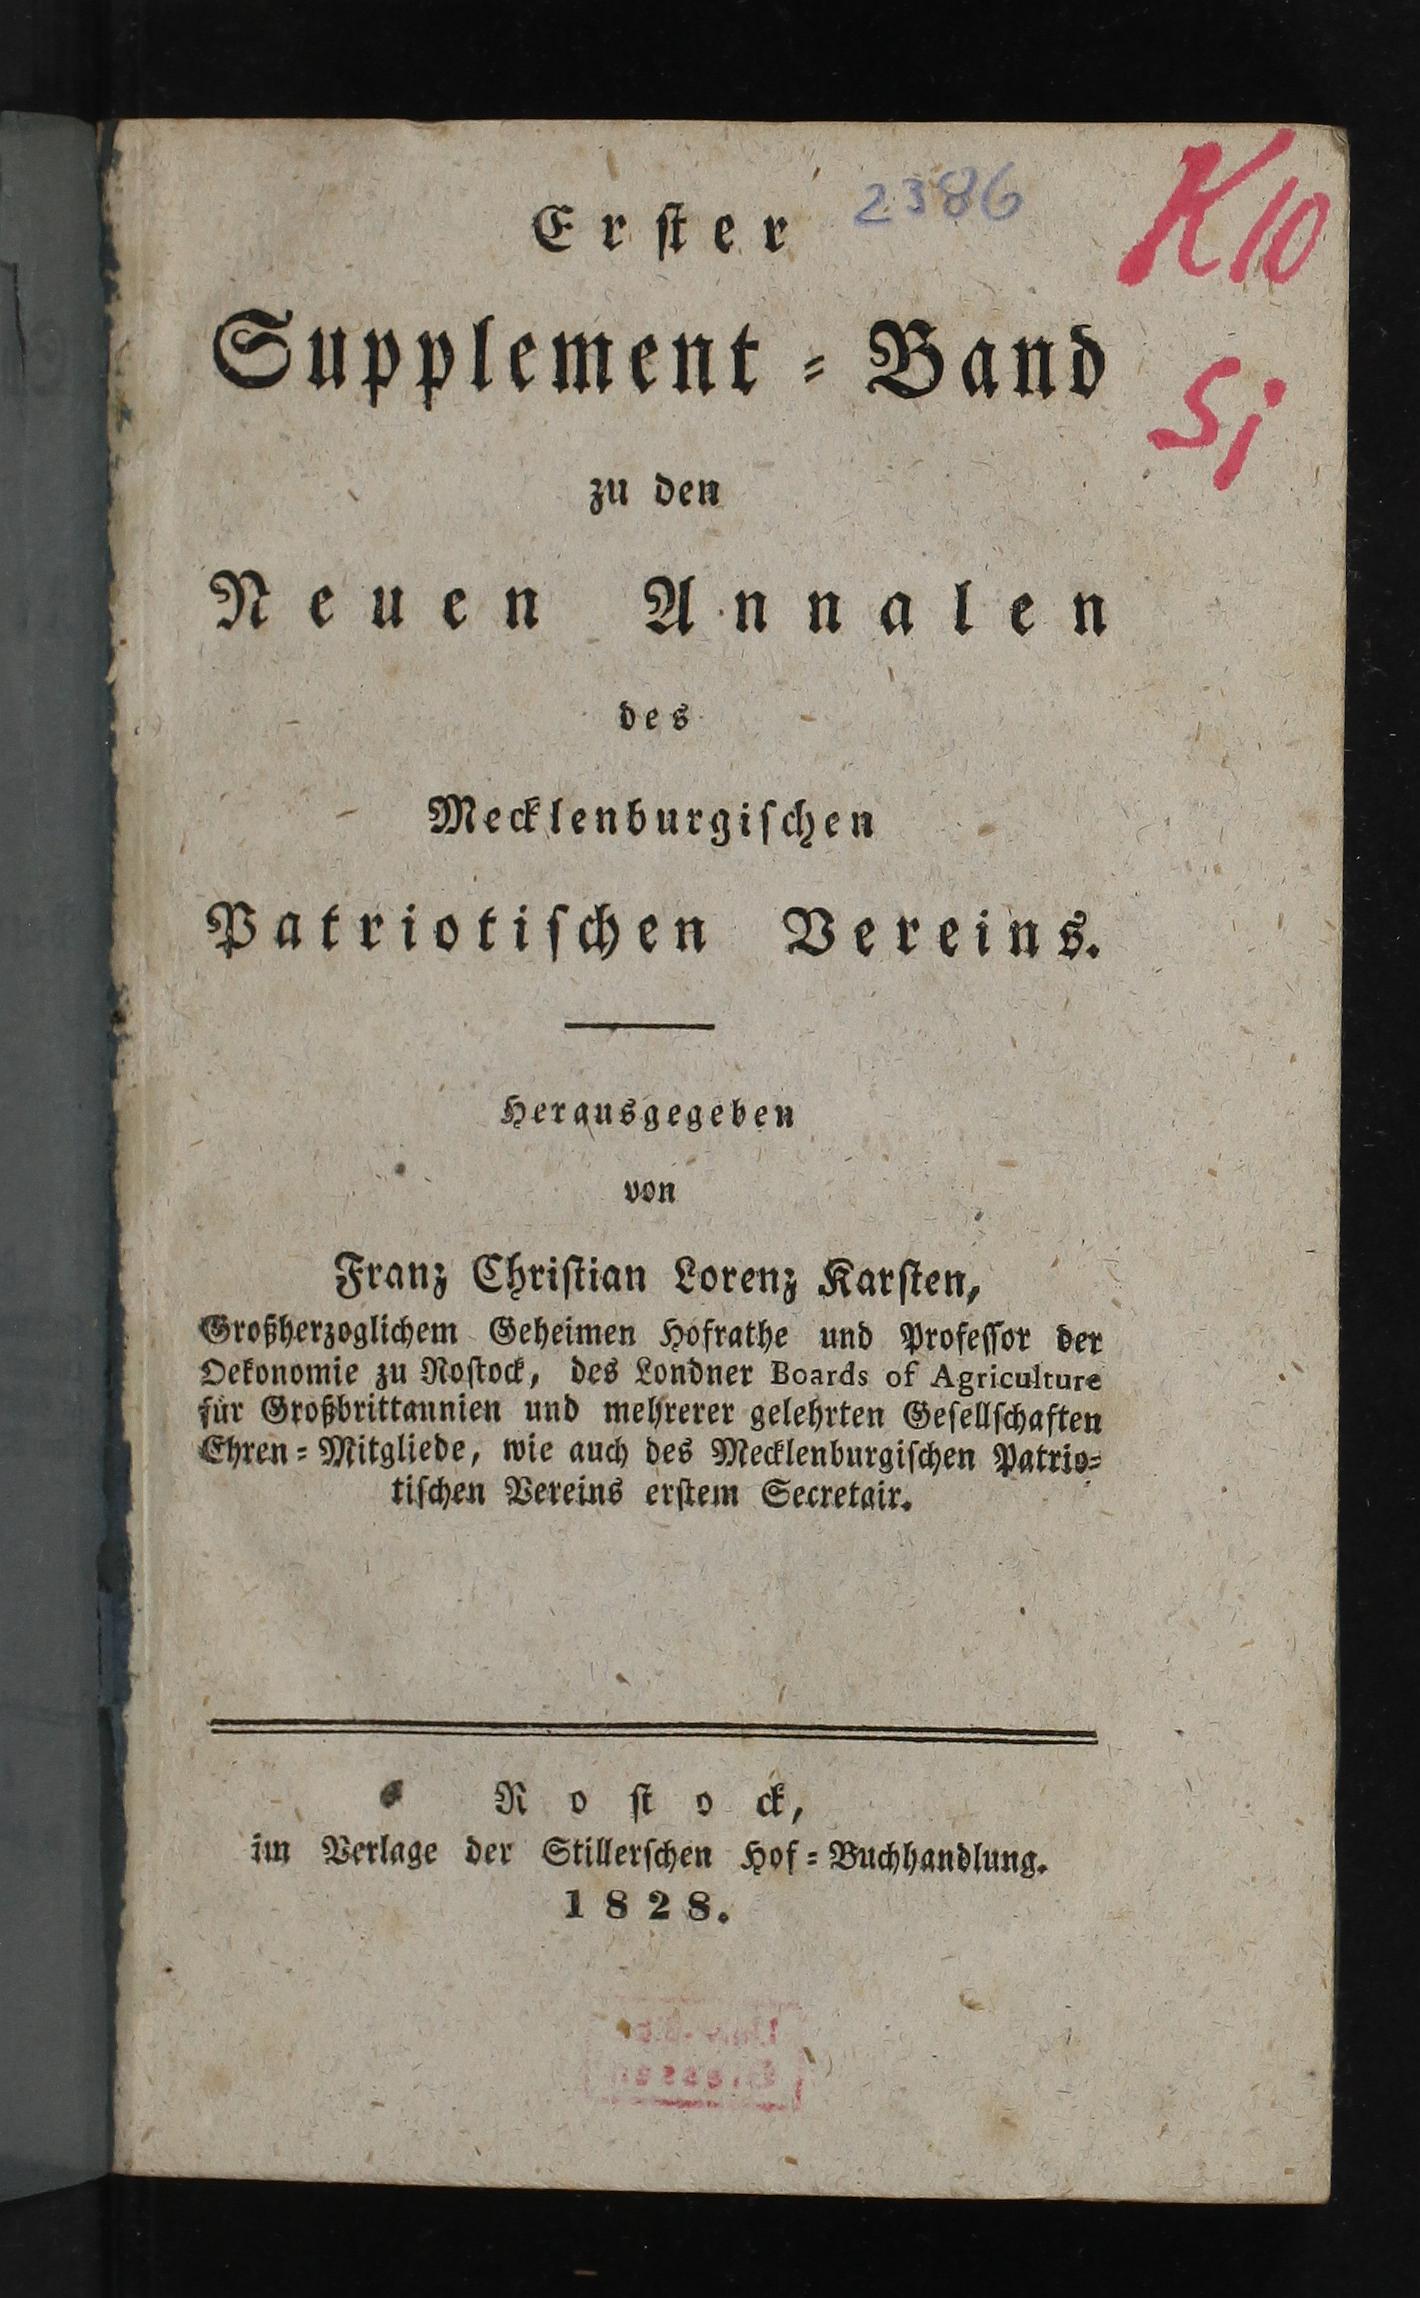 Erster 2386
K10
Supplement-Band
Sj
zu den
Neuen Annalen
des
Mecklenburgischen
Patriotischen Vereins.
Herausgegeben
von
Franz Christian Lorenz Karsten,
Großherzoglichem Geheimen Hofrathe und Professor der
Oekonomie zu Rostock, des Londner Boards of Agriculture
für Großbrittannien und mehrerer gelehrten Gesellschaften
Ehren-Mitgliede, wie auch des Mecklenburgischen Patrio-
tischen Vereins erstem Secretair.
Rostock,
im Verlage der Stillerschen Hof-Buchhandlung.
1828.